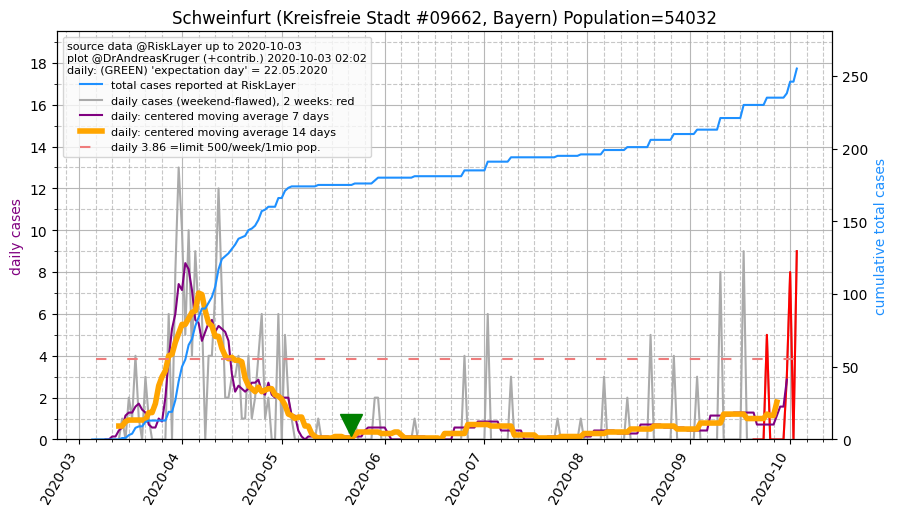 Schweinfurt (Kreisfreie Stadt #09662, Bayern) Population=54032
source data @RiskLayer up to 2020-10-03
plot @DrAndreasKruger (+contrib.) 2020-10-03 02:02
daily: (GREEN) 'expectation day' = 22.05.2020
total cases reported at RiskLayer
daily cases (weekend-flawed), 2 weeks: red
daily: centered moving average 7 days
daily: centered moving average 14 days
daily 3.86 =limit 500/week/1mio pop.
daily cases
18
16
14
12
10
8
6
4
2
0
cumulative total cases
250
200
150
100
50
0
2020-03
2020-04
2020-05
2020-06
2020-07
2020-08
2020-09
2020-10